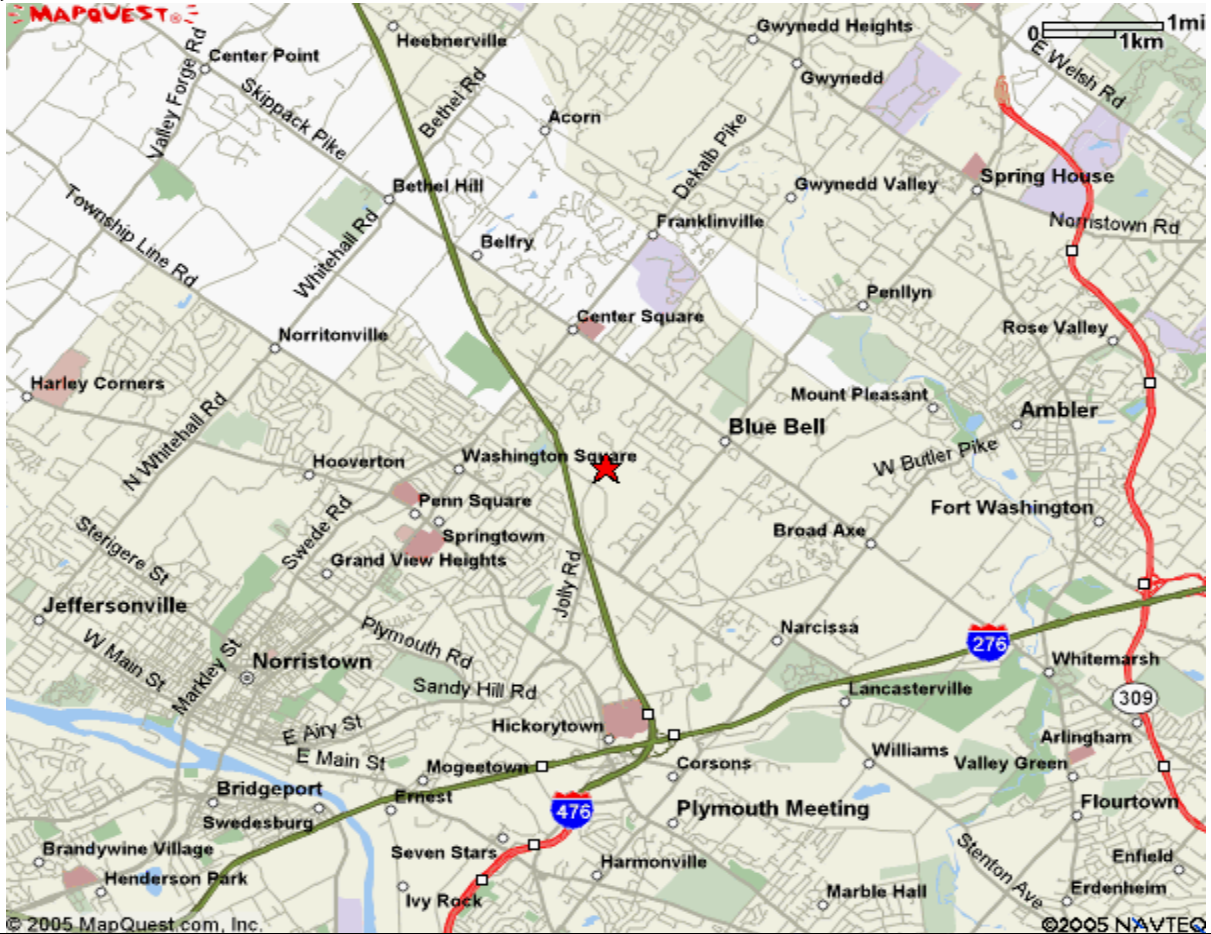 MAPQUEST®
Heebnerville
Gwynedd Heights
0 1mi
1km
Center Point
Gwynedd
E Welsh Rd
Valley Forge Rd
Skippack Pike
Bethel Rd
Acorn
Dekalb Pike
Bethel Hill
Gwynedd Valley
Spring House
Township Line Rd
Whitehall Rd
Belfry
Franklinville
Norristown Rd
Penllyn
Norritonville
Center Square
Rose Valley
Harley Corners
Mount Pleasant
Ambler
N Whitehall Rd
Blue Bell
Hooverton
Washington Square
W Butler Pike
Penn Square
Fort Washington
Sterigere St
Swede Rd
Springtown
Broad Axe
Grand View Heights
Jolly Rd
Jeffersonville
W Main St
Markley St
Plymouth Rd
Narcissa
276
Norristown
Whitemarsh
Sandy Hill Rd
Lancasterville
309
E Airy St
Hickorytown
Arlingham
E Main St
Mogeetown
Corsons
Williams
Valley Green
Bridgeport
Ernest
476
Plymouth Meeting
Flourtown
Swedesburg
Brandywine Village
Seven Stars
Harmonville
Stenton Ave
Enfield
Henderson Park
Ivy Rock
Marble Hall
Erdenheim
© 2005 MapQuest.com, Inc.
©2005 NAVTEQ